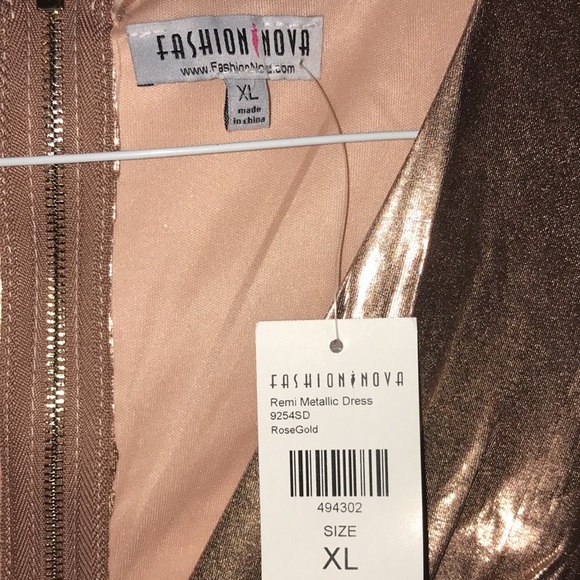 FASHION NOVA
www.FashionNova.com
XL
made
in china
FASHION NOVA
Remi Metallic Dress
9254SD
RoseGold
494302
SIZE
XL